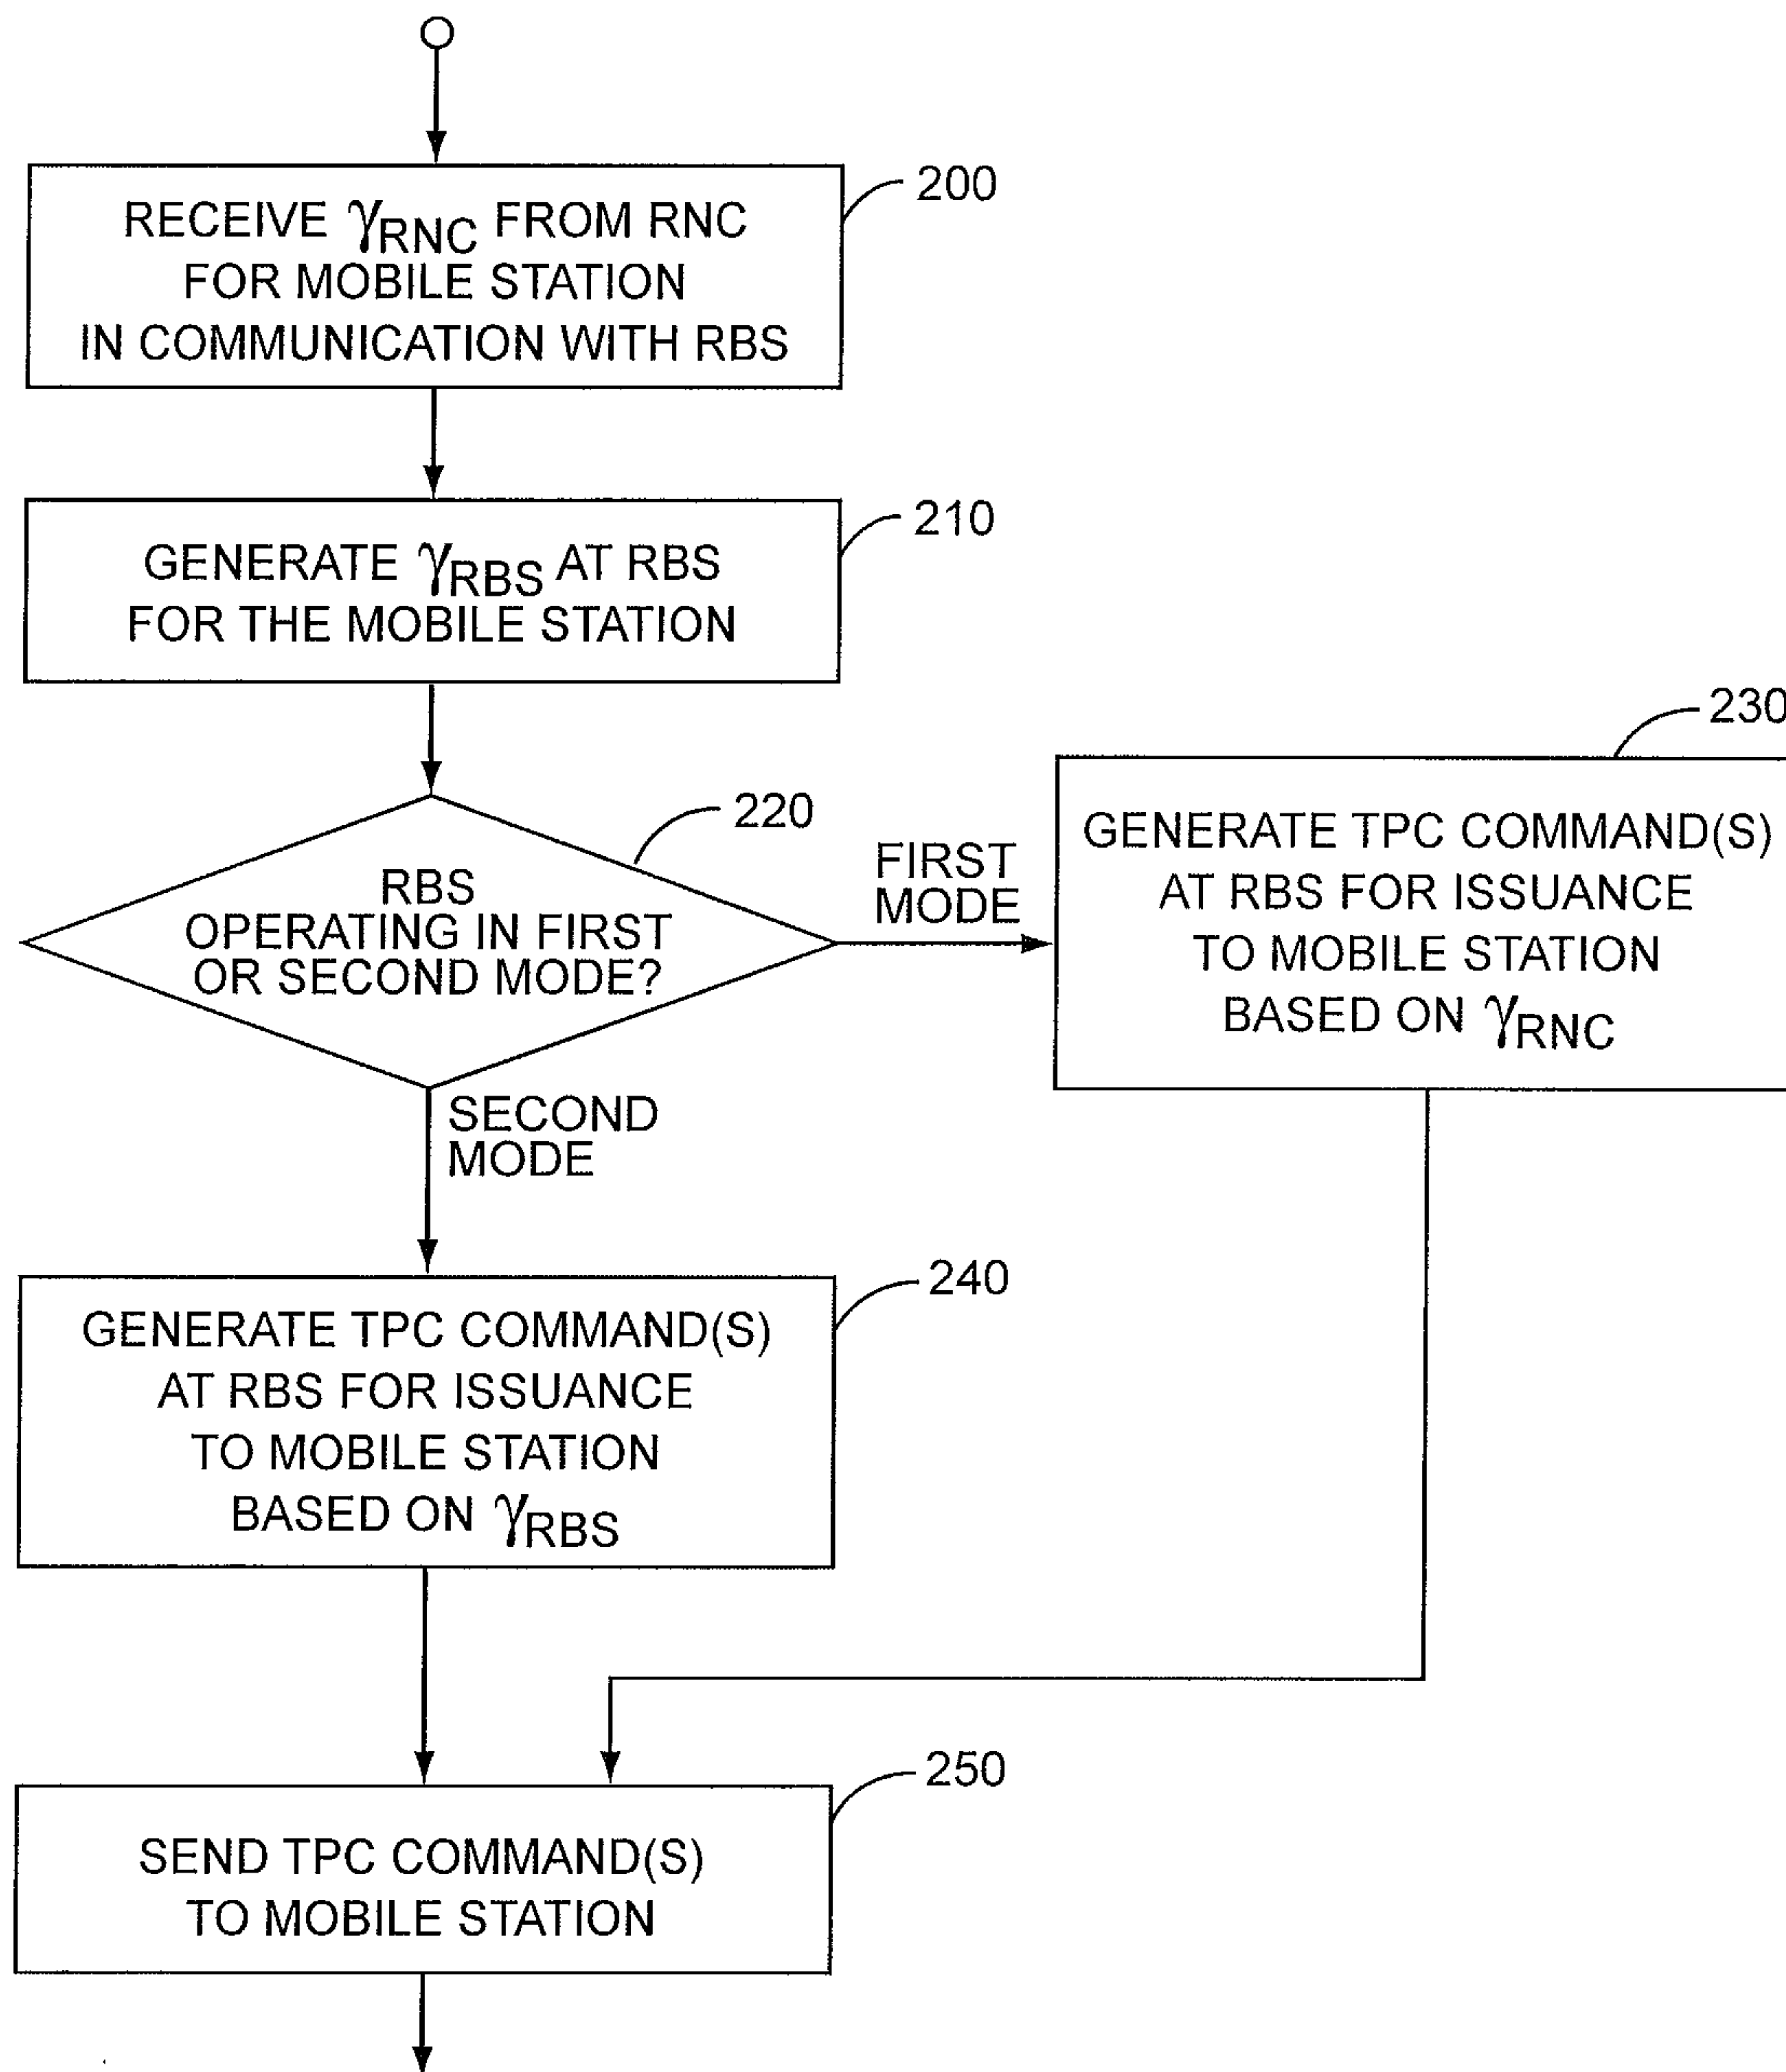 200
RECEIVE γRNC FROM RNC
FOR MOBILE STATION
IN COMMUNICATION WITH RBS
210
GENERATE γRBS AT RBS
FOR THE MOBILE STATION
220
RBS
OPERATING IN FIRST
OR SECOND MODE?
FIRST
MODE
230
GENERATE TPC COMMAND(S)
AT RBS FOR ISSUANCE
TO MOBILE STATION
BASED ON γRNC
SECOND
MODE
240
GENERATE TPC COMMAND(S)
AT RBS FOR ISSUANCE
TO MOBILE STATION
BASED ON γRBS
250
SEND TPC COMMAND(S)
TO MOBILE STATION